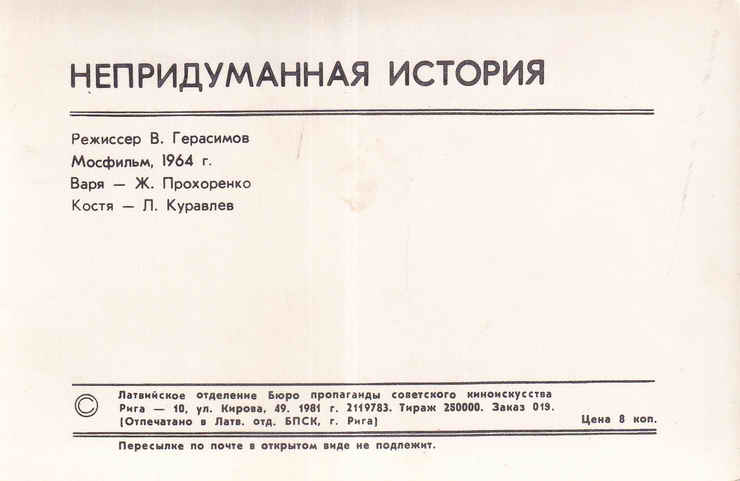 НЕПРИДУМАННАЯ ИСТОРИЯ
Режиссер В. Герасимов
Мосфильм, 1964 г.
Варя — Ж. Прохоренко
Костя — Л. Куравлев
© Латвийское отделение Бюро пропаганды советского киноискусства
Рига — 10, ул. Кирова, 49. 1981 г. 2119783. Тираж 250000. Заказ 019.
(Отпечатано в Латв. отд. БПСК, г. Рига) Цена 8 коп.
Пересылке по почте в открытом виде не подлежит.